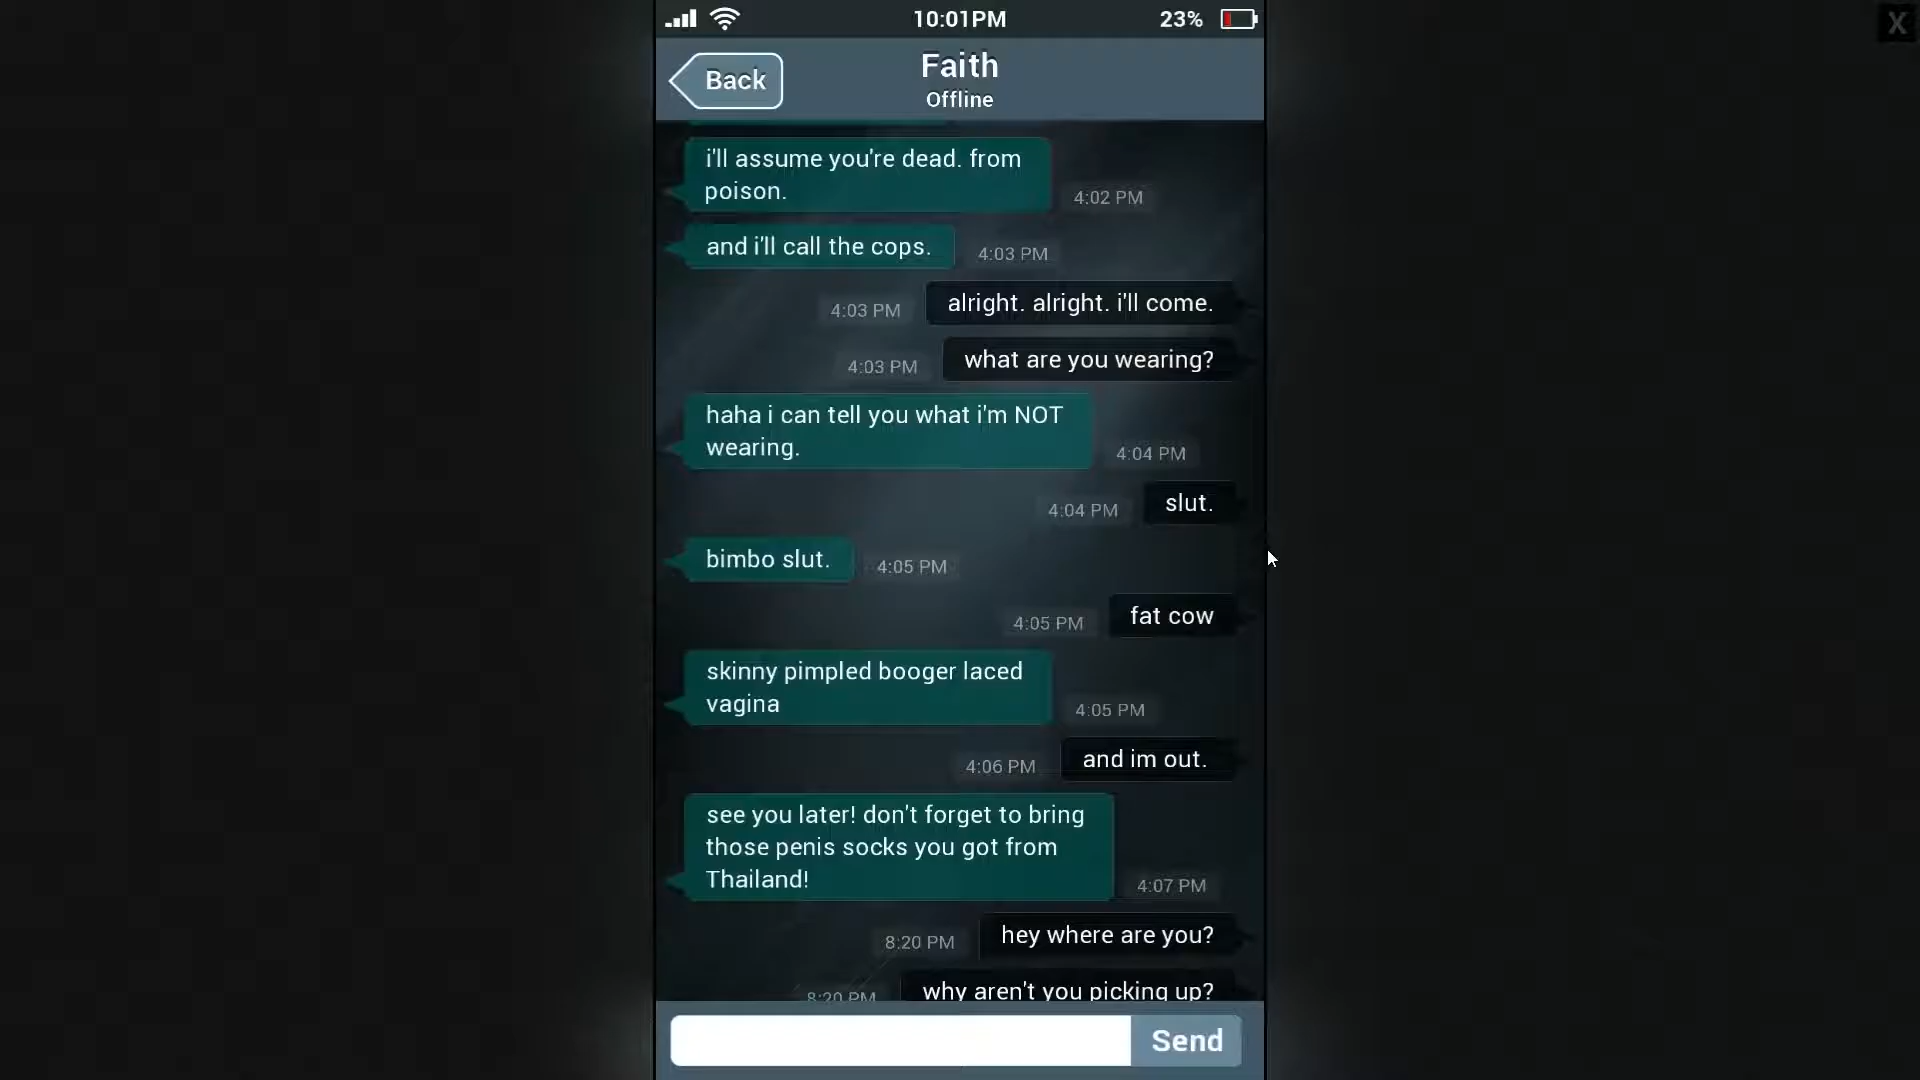 10:01PM
23%
X
Back
Faith
Offline
i'll assume you're dead. from
poison.
4:02 PM
and i'll call the cops.
4:03 PM
alright. alright. i'll come.
4:03 PM
what are you wearing?
4:03 PM
haha i can tell you what i'm NOT
wearing.
4:04 PM
slut.
4:04 PM
bimbo slut.
4:05 PM
fat cow
4:05 PM
skinny pimpled booger laced
vagina
4:05 PM
and im out.
4:06 PM
see you later! don't forget to bring
those penis socks you got from
Thailand!
4:07 PM
hey where are you?
8:20 PM
why aren't you picking up?
8:20 PM
Send